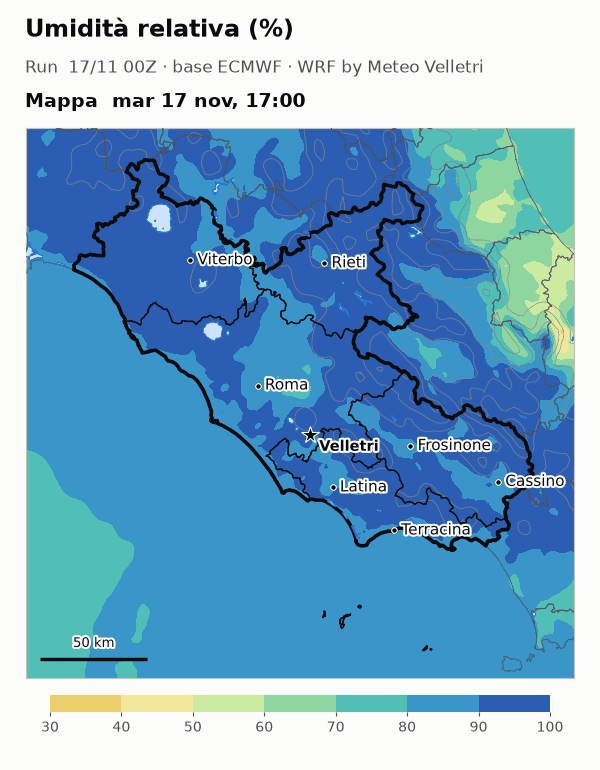 Umidità relativa (%)
Run  17/11 00Z · base ECMWF · WRF by Meteo Velletri
Mappa  mar 17 nov, 17:00
Viterbo
Rieti
Roma
Velletri
Frosinone
Cassino
Latina
Terracina
50 km
30 40 50 60 70 80 90 100